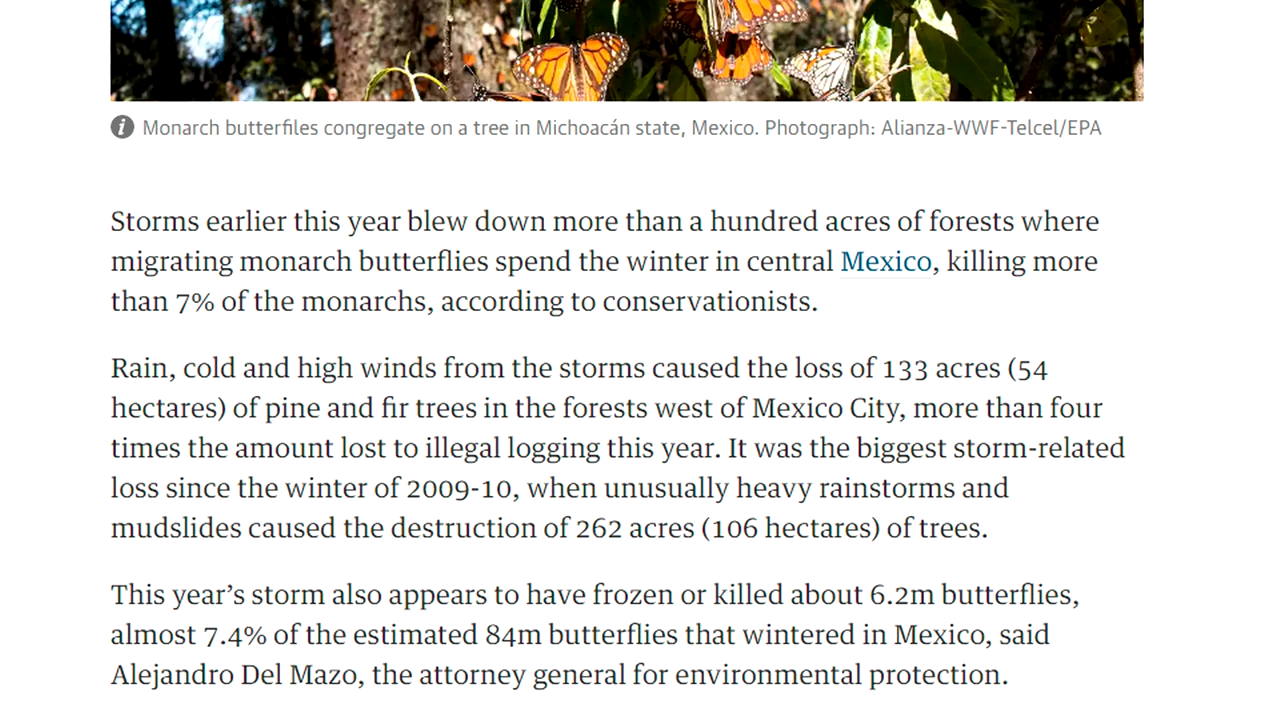 Monarch butterfiles congregate on a tree in Michoacán state, Mexico. Photograph: Alianza-WWF-Telcel/EPA
Storms earlier this year blew down more than a hundred acres of forests where
migrating monarch butterflies spend the winter in central Mexico, killing more
than 7% of the monarchs, according to conservationists.
Rain, cold and high winds from the storms caused the loss of 133 acres (54
hectares) of pine and fir trees in the forests west of Mexico City, more than four
times the amount lost to illegal logging this year. It was the biggest storm-related
loss since the winter of 2009-10, when unusually heavy rainstorms and
mudslides caused the destruction of 262 acres (106 hectares) of trees.
This year’s storm also appears to have frozen or killed about 6.2m butterflies,
almost 7.4% of the estimated 84m butterflies that wintered in Mexico, said
Alejandro Del Mazo, the attorney general for environmental protection.